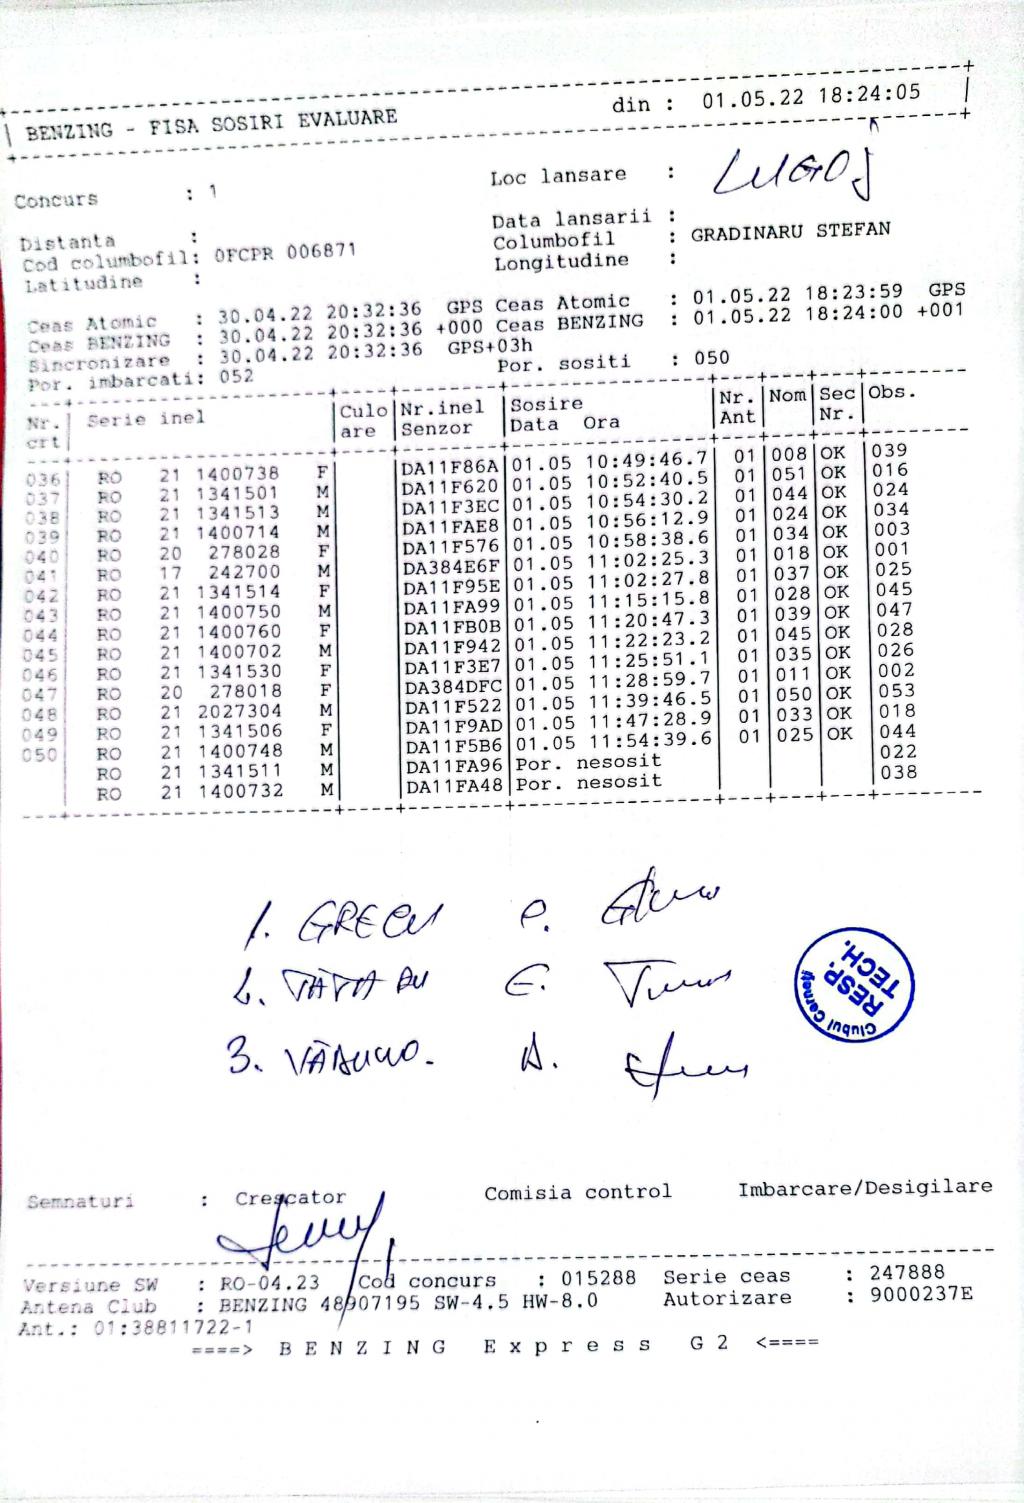 BENZING - FISA SOSIRI EVALUARE din : 01.05.22 18:24:05
Concurs : 1 Loc lansare : LUGOJ
Distanta : Data lansarii :
Cod columbofil: 0FCPR 006871 Columbofil : GRADINARU STEFAN
Latitudine : Longitudine :
Ceas Atomic : 30.04.22 20:32:36 GPS Ceas Atomic : 01.05.22 18:23:59 GPS
Ceas BENZING : 30.04.22 20:32:36 +000 Ceas BENZING : 01.05.22 18:24:00 +001
Sincronizare : 30.04.22 20:32:36 GPS+03h
Por. imbarcati: 052 Por. sositi : 050
Nr. Serie inel Culo Nr.inel Sosire Nr. Nom Sec Obs.
crt are Senzor Data Ora Ant Nr.
036 RO 21 1400738 F DA11F86A 01.05 10:49:46.7 01 008 OK 039
037 RO 21 1341501 M DA11F620 01.05 10:52:40.5 01 051 OK 016
038 RO 21 1341513 M DA11F3EC 01.05 10:54:30.2 01 044 OK 024
039 RO 21 1400714 M DA11FAE8 01.05 10:56:12.9 01 024 OK 034
040 RO 20 278028 F DA11F576 01.05 10:58:38.6 01 034 OK 003
041 RO 17 242700 M DA384E6F 01.05 11:02:25.3 01 018 OK 001
042 RO 21 1341514 F DA11F95E 01.05 11:02:27.8 01 037 OK 025
043 RO 21 1400750 M DA11FA99 01.05 11:15:15.8 01 028 OK 045
044 RO 21 1400760 F DA11FB0B 01.05 11:20:47.3 01 039 OK 047
045 RO 21 1400702 M DA11F942 01.05 11:22:23.2 01 045 OK 028
046 RO 21 1341530 F DA11F3E7 01.05 11:25:51.1 01 035 OK 026
047 RO 20 278018 F DA384DFC 01.05 11:28:59.7 01 011 OK 002
048 RO 21 2027304 M DA11F522 01.05 11:39:46.5 01 050 OK 053
049 RO 21 1341506 F DA11F9AD 01.05 11:47:28.9 01 033 OK 018
050 RO 21 1400748 M DA11F5B6 01.05 11:54:39.6 01 025 OK 044
RO 21 1341511 M DA11FA96 Por. nesosit 022
RO 21 1400732 M DA11FA48 Por. nesosit 038
1. GRECU P.
2. TATARU E.
3. A.
RESP. TECH.
Clubul
Semnaturi : Crescator Comisia control Imbarcare/Desigilare
Versiune SW : RO-04.23 Cod concurs : 015288 Serie ceas : 247888
Antena Club : BENZING 48907195 SW-4.5 HW-8.0 Autorizare : 9000237E
Ant.: 01:38811722-1
====> B E N Z I N G E x p r e s s G 2 <====